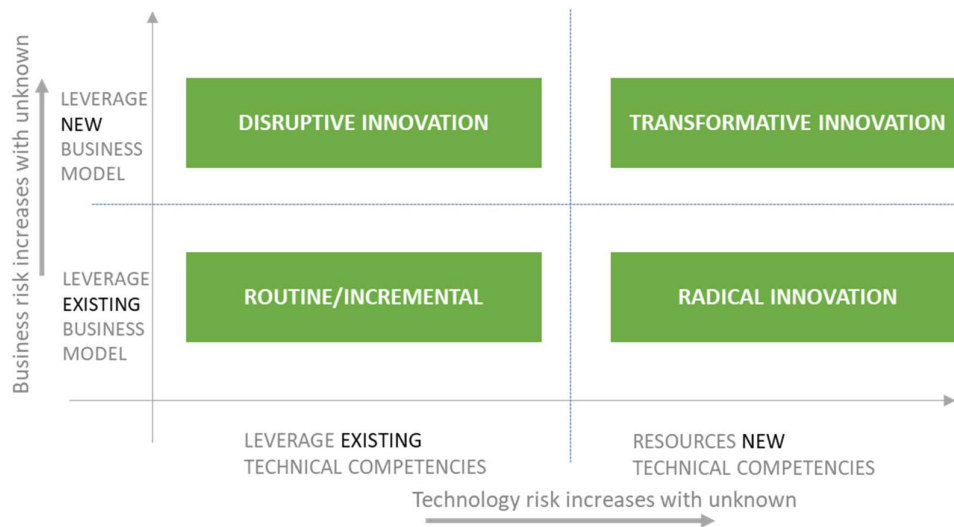 Business risk increases with unknown
LEVERAGE
NEW
BUSINESS
MODEL
DISRUPTIVE INNOVATION
TRANSFORMATIVE INNOVATION
LEVERAGE
EXISTING
BUSINESS
MODEL
ROUTINE/INCREMENTAL
RADICAL INNOVATION
LEVERAGE EXISTING
TECHNICAL COMPETENCIES
RESOURCES NEW
TECHNICAL COMPETENCIES
Technology risk increases with unknown